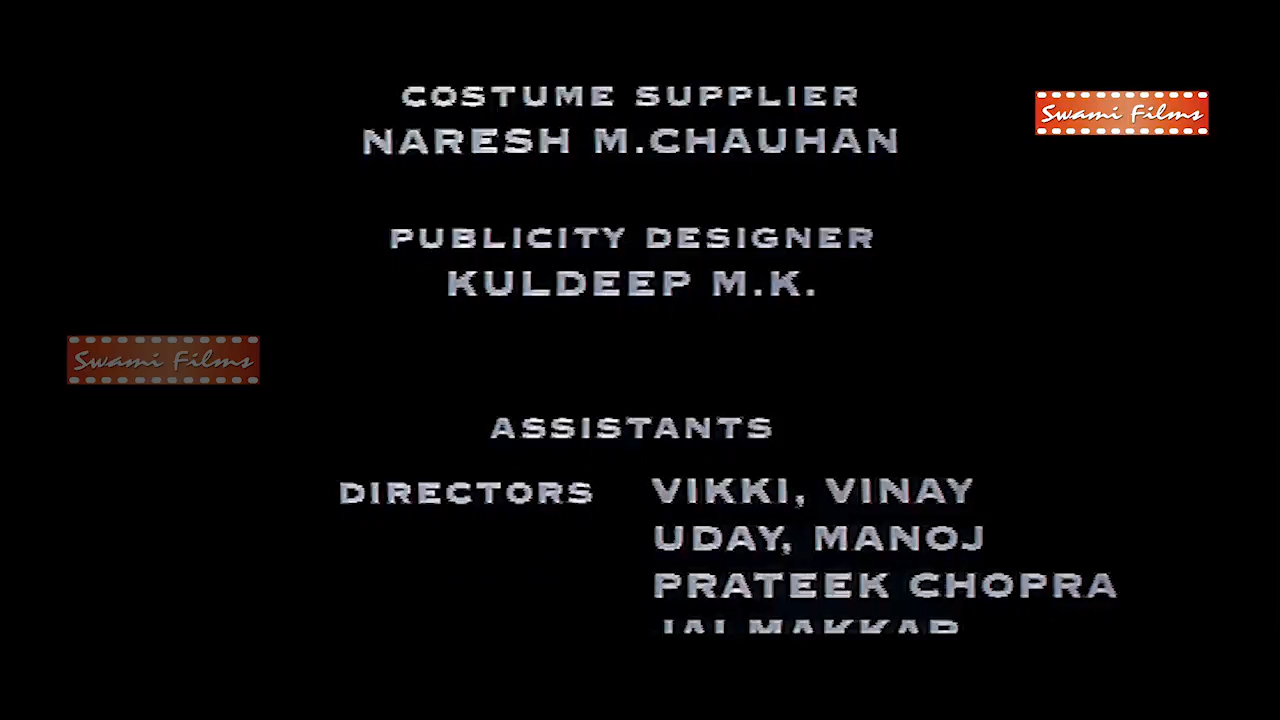 COSTUME SUPPLIER
Swami Films
NARESH M.CHAUHAN
PUBLICITY DESIGNER
KULDEEP M.K.
Swami Films
ASSISTANTS
DIRECTORS VIKKI, VINAY
UDAY, MANOJ
PRATEEK CHOPRA